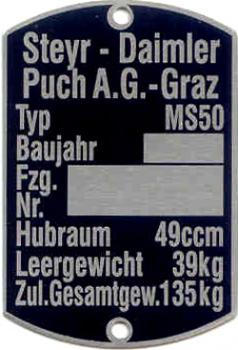 Steyr - Daimler
Puch A.G.-Graz
Typ MS50
Baujahr
Fzg.
Nr.
Hubraum 49ccm
Leergewicht 39kg
Zul.Gesamtgew.135kg